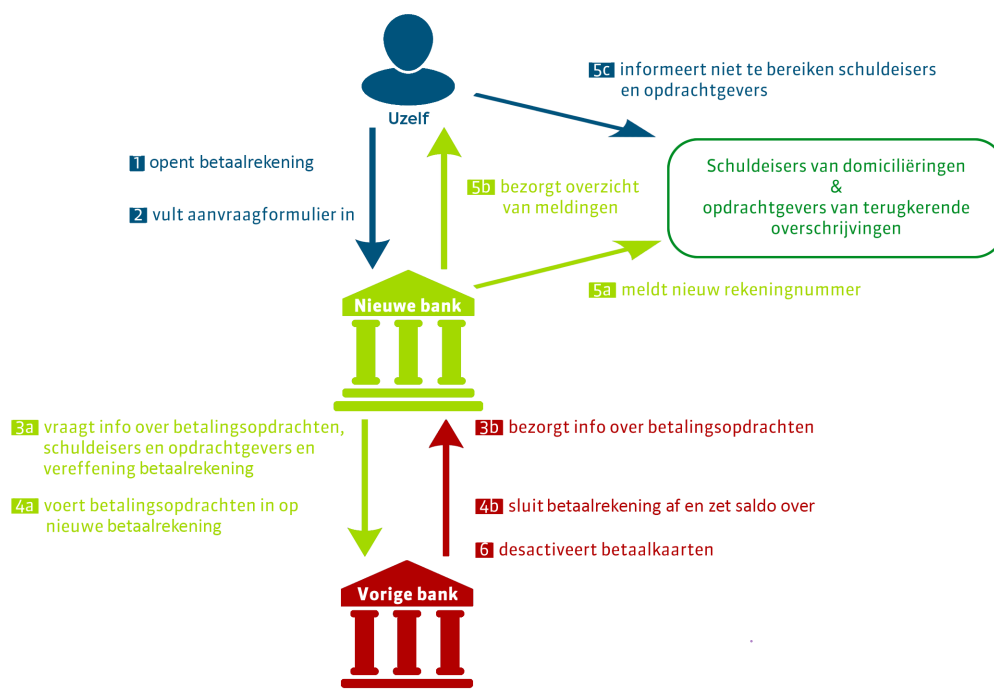 Uzelf
5c informeert niet te bereiken schuldeisers
en opdrachtgevers
1 opent betaalrekening
2 vult aanvraagformulier in
5b bezorgt overzicht
van meldingen
Schuldeisers van domiciliëringen
&
opdrachtgevers van terugkerende
overschrijvingen
5a meldt nieuw rekeningnummer
Nieuwe bank
3a vraagt info over betalingsopdrachten,
schuldeisers en opdrachtgevers en
vereffening betaalrekening
4a voert betalingsopdrachten in op
nieuwe betaalrekening
3b bezorgt info over betalingsopdrachten
4b sluit betaalrekening af en zet saldo over
6 desactiveert betaalkaarten
Vorige bank